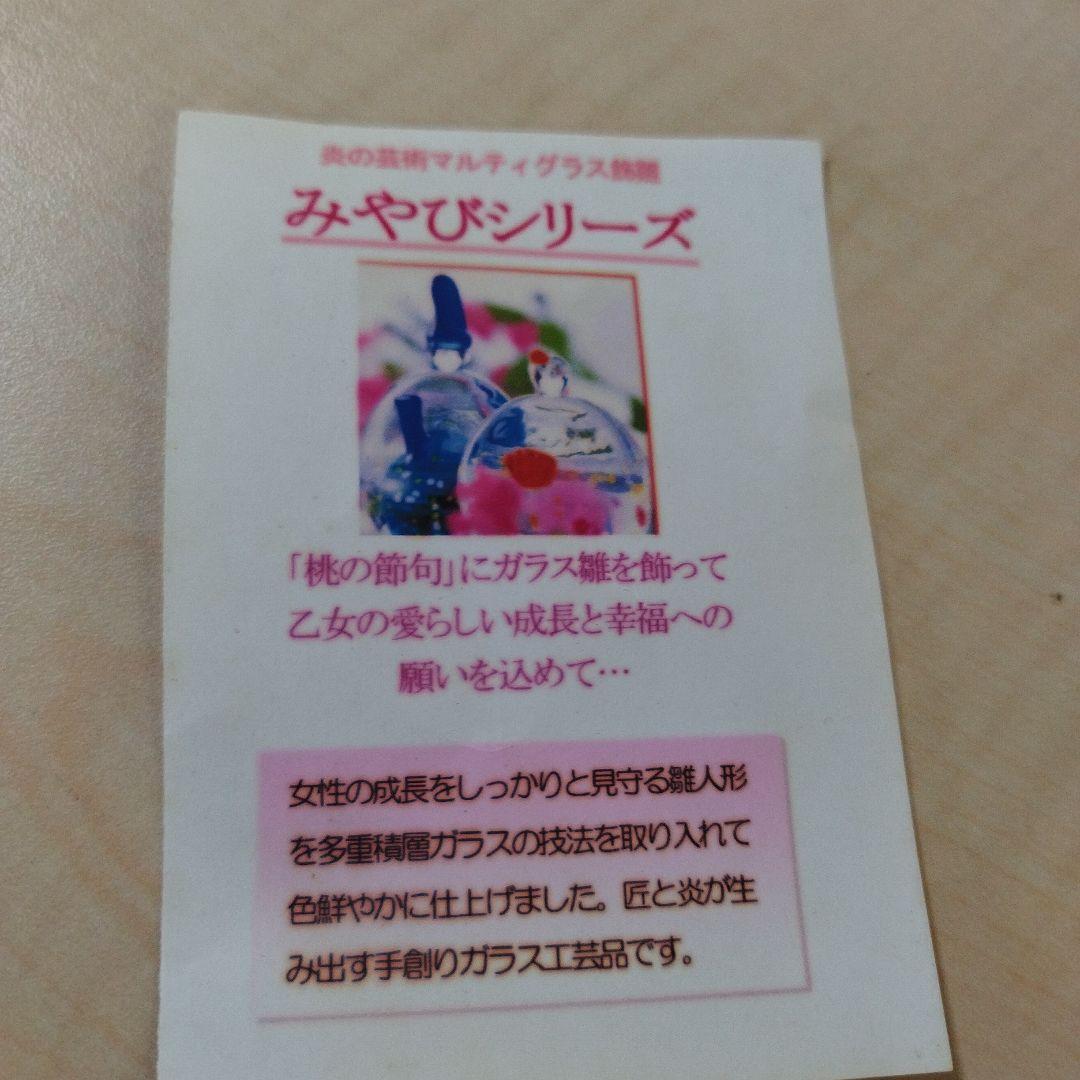 炎の芸術マルティグラス飾雛
みやびシリーズ
「桃の節句」にガラス雛を飾って
乙女の愛らしい成長と幸福への
願いを込めて…
女性の成長をしっかりと見守る雛人形
を多重積層ガラスの技法を取り入れて
色鮮やかに仕上げました。匠と炎が生
み出す手創りガラス工芸品です。